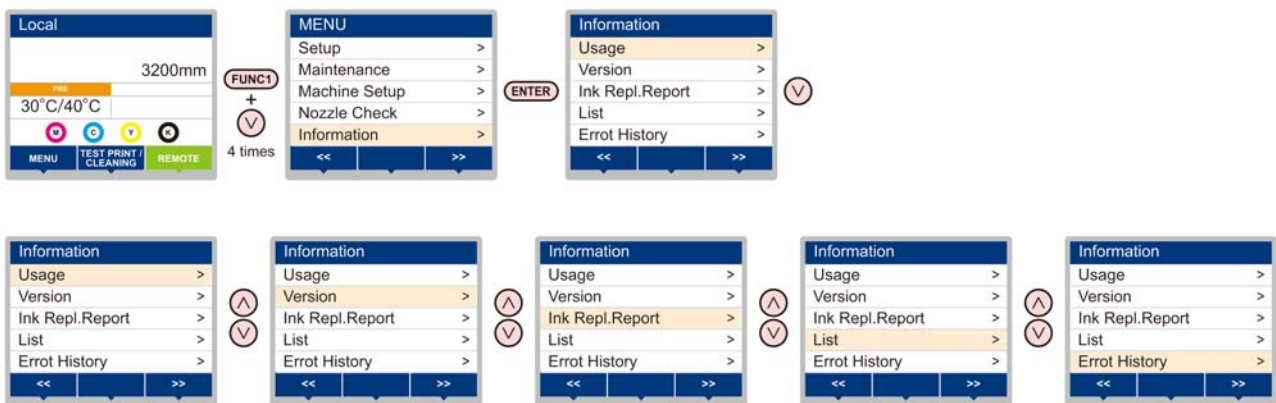 Local
3200mm
PRE
30°C/40°C
M C Y K
MENU TEST PRINT / CLEANING REMOTE
FUNC1
+
4 times
MENU
Setup >
Maintenance >
Machine Setup >
Nozzle Check >
Information >
<< >>
ENTER
Information
Usage >
Version >
Ink Repl.Report >
List >
Errot History >
<< >>
Information
Usage >
Version >
Ink Repl.Report >
List >
Errot History >
<< >>
Information
Usage >
Version >
Ink Repl.Report >
List >
Errot History >
<< >>
Information
Usage >
Version >
Ink Repl.Report >
List >
Errot History >
<< >>
Information
Usage >
Version >
Ink Repl.Report >
List >
Errot History >
<< >>
Information
Usage >
Version >
Ink Repl.Report >
List >
Errot History >
<< >>